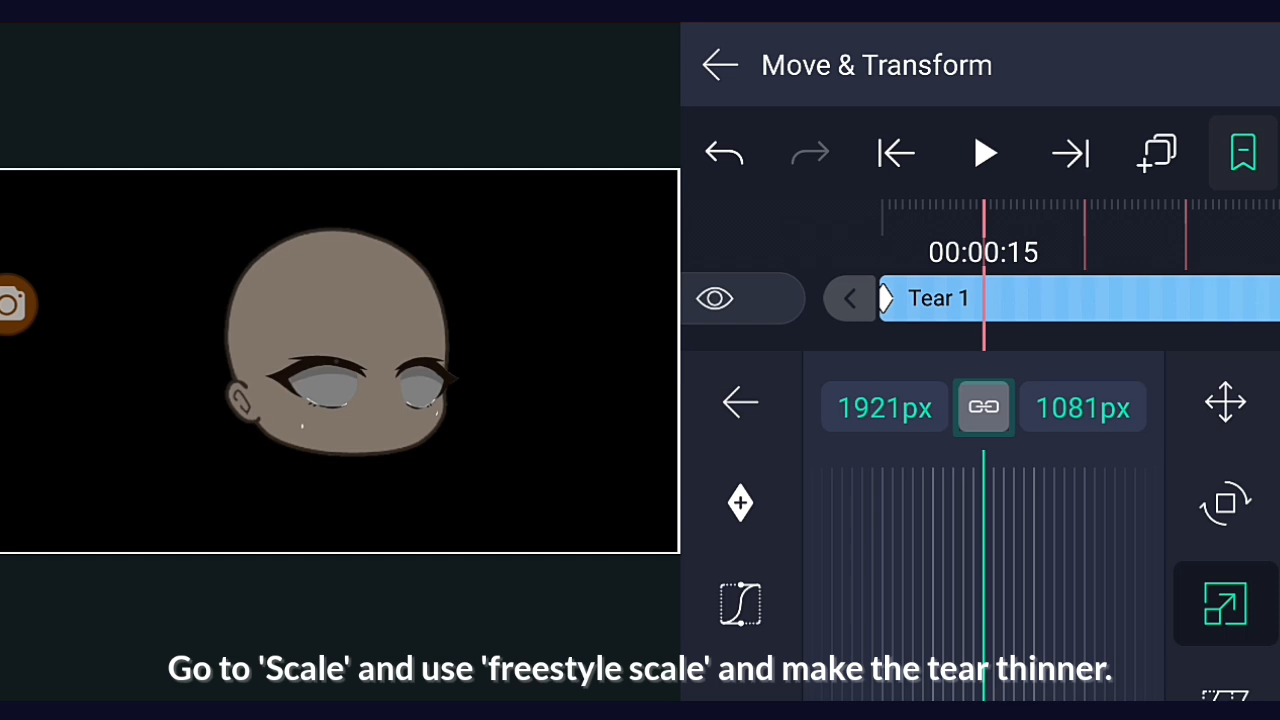 Move & Transform
00:00:15
Tear 1
1921px
1081px
Go to 'Scale' and use 'freestyle scale' and make the tear thinner.